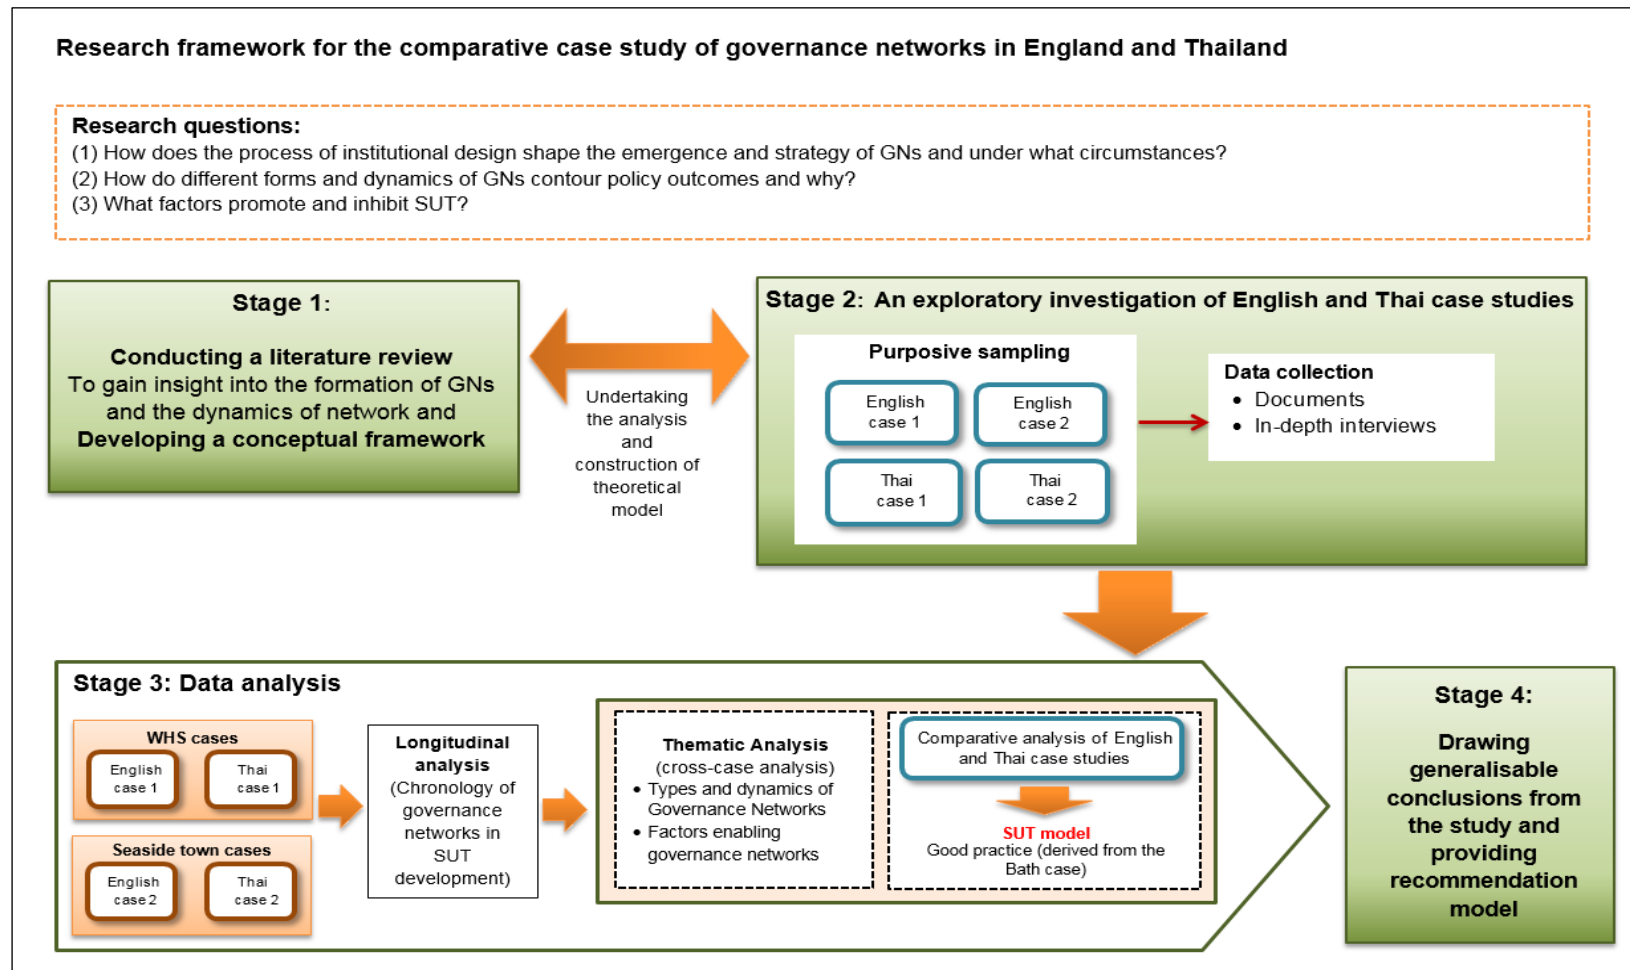 Research framework for the comparative case study of governance networks in England and Thailand
Research questions:
(1) How does the process of institutional design shape the emergence and strategy of GNs and under what circumstances?
(2) How do different forms and dynamics of GNs contour policy outcomes and why?
(3) What factors promote and inhibit SUT?
Stage 1:
Conducting a literature review
To gain insight into the formation of GNs
and the dynamics of network and
Developing a conceptual framework
Undertaking
the analysis
and
construction of
theoretical
model
Stage 2: An exploratory investigation of English and Thai case studies
Purposive sampling
English
case 1
English
case 2
Thai
case 1
Thai
case 2
Data collection
• Documents
• In-depth interviews
Stage 3: Data analysis
WHS cases
English
case 1
Thai
case 1
Seaside town cases
English
case 2
Thai
case 2
Longitudinal
analysis
(Chronology of
governance
networks in
SUT
development)
Thematic Analysis
(cross-case analysis)
• Types and dynamics of
Governance Networks
• Factors enabling
governance networks
Comparative analysis of English
and Thai case studies
SUT model
Good practice (derived from the
Bath case)
Stage 4:
Drawing
generalisable
conclusions from
the study and
providing
recommendation
model